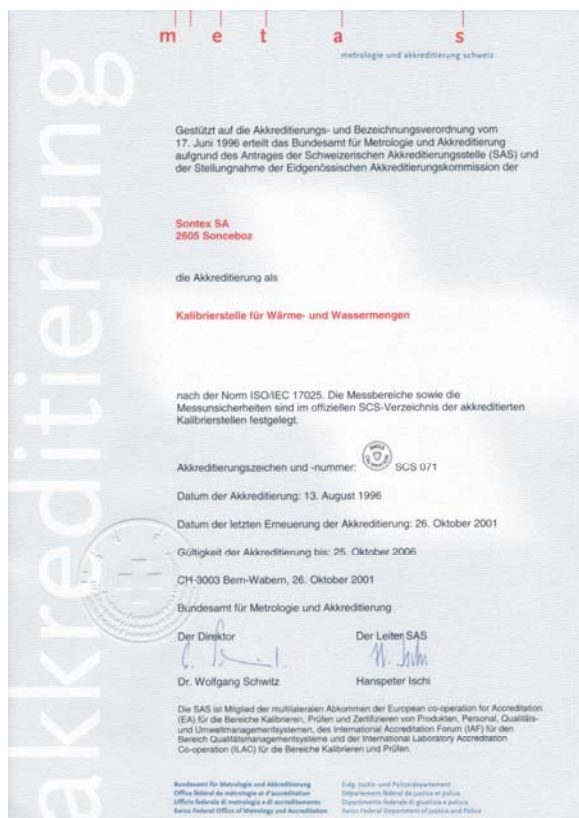 m e t a s
metrologie und akkreditierung schweiz
akkreditierung
Gestützt auf die Akkreditierungs- und Bezeichnungsverordnung vom
17. Juni 1996 erteilt das Bundesamt für Metrologie und Akkreditierung
aufgrund des Antrages der Schweizerischen Akkreditierungsstelle (SAS) und
der Stellungnahme der Eidgenössischen Akkreditierungskommission der
Sontex SA
2605 Sonceboz
die Akkreditierung als
Kalibrierstelle für Wärme- und Wassermengen
nach der Norm ISO/IEC 17025. Die Messbereiche sowie die
Messunsicherheiten sind im offiziellen SCS-Verzeichnis der akkreditierten
Kalibrierstellen festgelegt.
Akkreditierungszeichen und -nummer: SCS 071
Datum der Akkreditierung: 13. August 1996
Datum der letzten Erneuerung der Akkreditierung: 26. Oktober 2001
Gültigkeit der Akkreditierung bis: 25. Oktober 2006
CH-3003 Bern-Wabern, 26. Oktober 2001
Bundesamt für Metrologie und Akkreditierung
Der Direktor Der Leiter SAS
Dr. Wolfgang Schwitz Hanspeter Ischi
Die SAS ist Mitglied der multilateralen Abkommen der European co-operation for Accreditation
(EA) für die Bereiche Kalibrieren, Prüfen und Zertifizieren von Produkten, Personal, Qualitäts-
und Umweltmanagementsystemen, des International Accreditation Forum (IAF) für den
Bereich Qualitätsmanagementsysteme und der International Laboratory Accreditation
Co-operation (ILAC) für die Bereiche Kalibrieren und Prüfen.
Bundesamt für Metrologie und Akkreditierung Eidg. Justiz- und Polizeidepartement
Office fédéral de métrologie et d'accréditation Département fédéral de justice et police
Ufficio federale di metrologia e di accreditamento Dipartimento federale di giustizia e polizia
Swiss Federal Office of Metrology and Accreditation Swiss Federal Department of Justice and Police